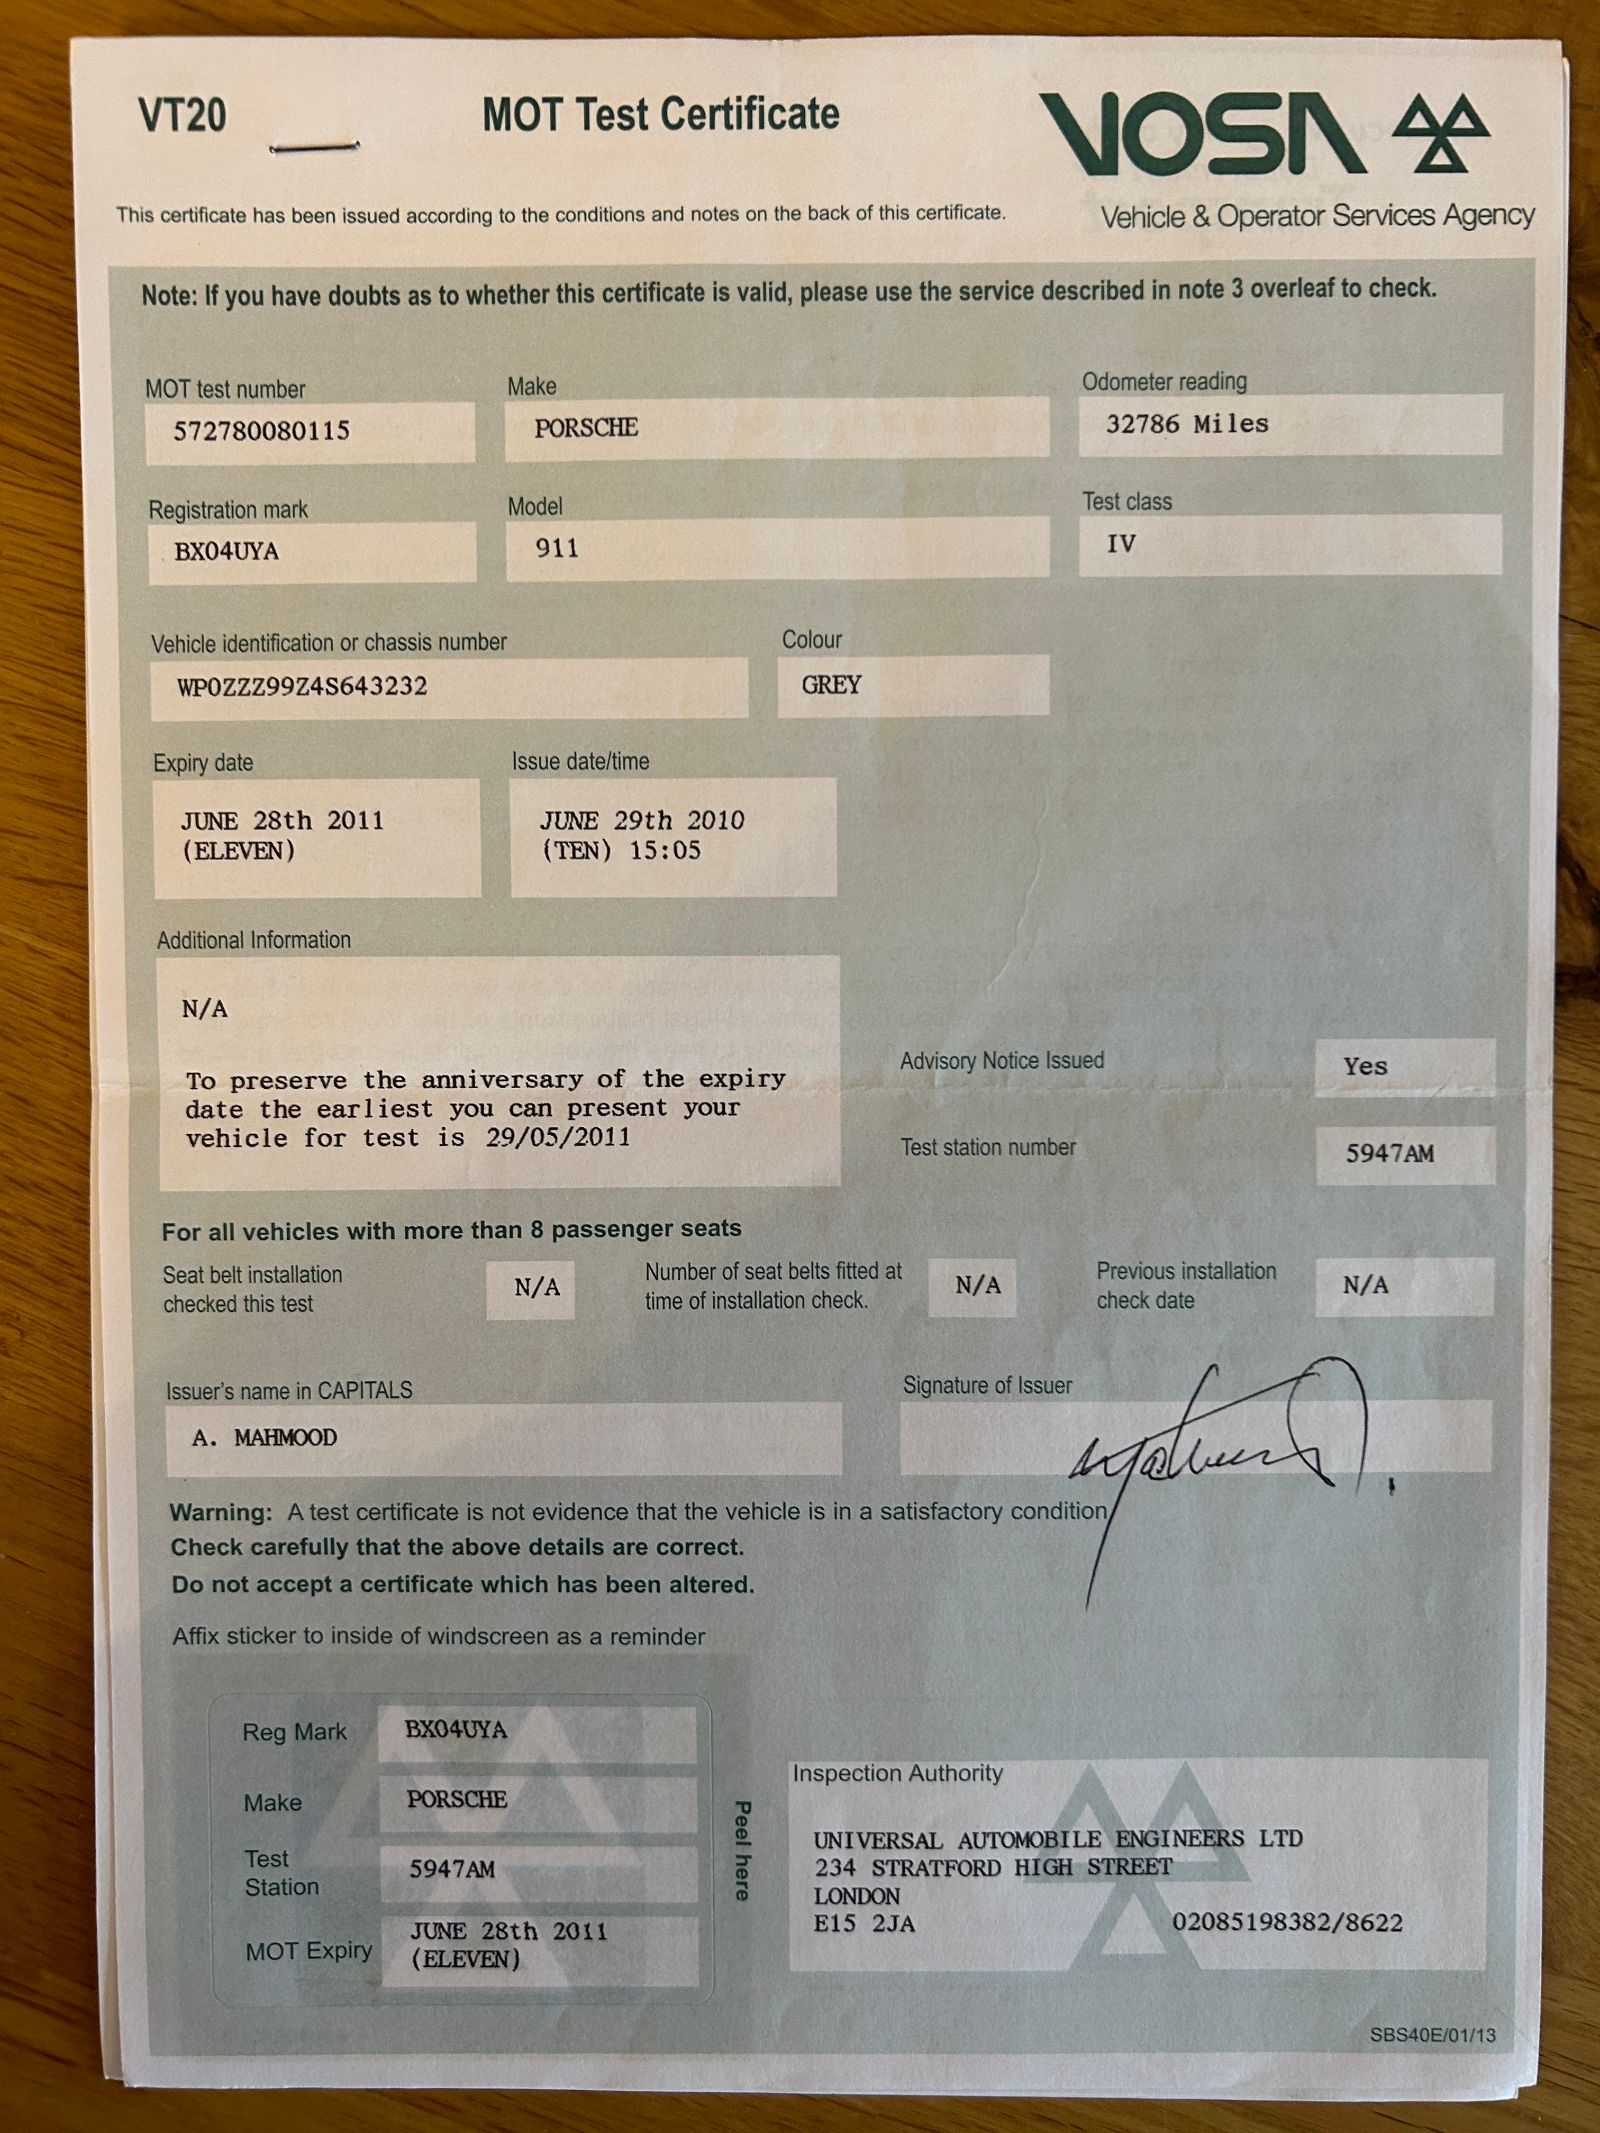 VT20
MOT Test Certificate
VOSA
Vehicle & Operator Services Agency
This certificate has been issued according to the conditions and notes on the back of this certificate.
Note: If you have doubts as to whether this certificate is valid, please use the service described in note 3 overleaf to check.
MOT test number
572780080115
Make
PORSCHE
Odometer reading
32786 Miles
Registration mark
BX04UYA
Model
911
Test class
IV
Vehicle identification or chassis number
WP0ZZZ99Z4S643232
Colour
GREY
Expiry date
JUNE 28th 2011
(ELEVEN)
Issue date/time
JUNE 29th 2010
(TEN) 15:05
Additional Information
N/A
To preserve the anniversary of the expiry
date the earliest you can present your
vehicle for test is 29/05/2011
Advisory Notice Issued
Yes
Test station number
5947AM
For all vehicles with more than 8 passenger seats
Seat belt installation
checked this test
N/A
Number of seat belts fitted at
time of installation check.
N/A
Previous installation
check date
N/A
Issuer's name in CAPITALS
A. MAHMOOD
Signature of Issuer
Warning: A test certificate is not evidence that the vehicle is in a satisfactory condition
Check carefully that the above details are correct.
Do not accept a certificate which has been altered.
Affix sticker to inside of windscreen as a reminder
Reg Mark
BX04UYA
Make
PORSCHE
Test
Station
5947AM
MOT Expiry
JUNE 28th 2011
(ELEVEN)
Peel here
Inspection Authority
UNIVERSAL AUTOMOBILE ENGINEERS LTD
234 STRATFORD HIGH STREET
LONDON
E15 2JA
02085198382/8622
SBS40E/01/13